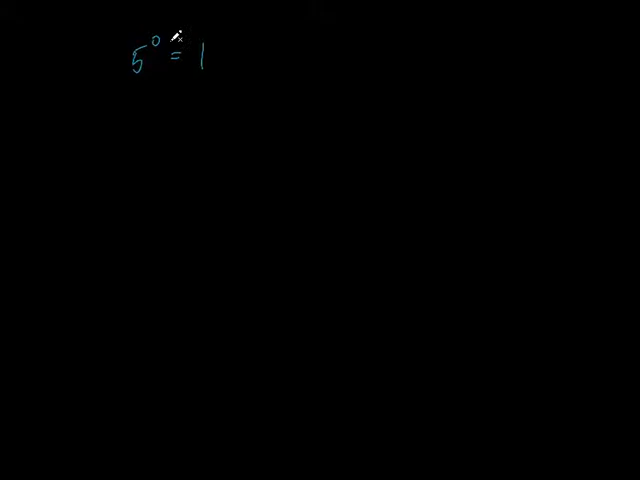 5⁰ = 1